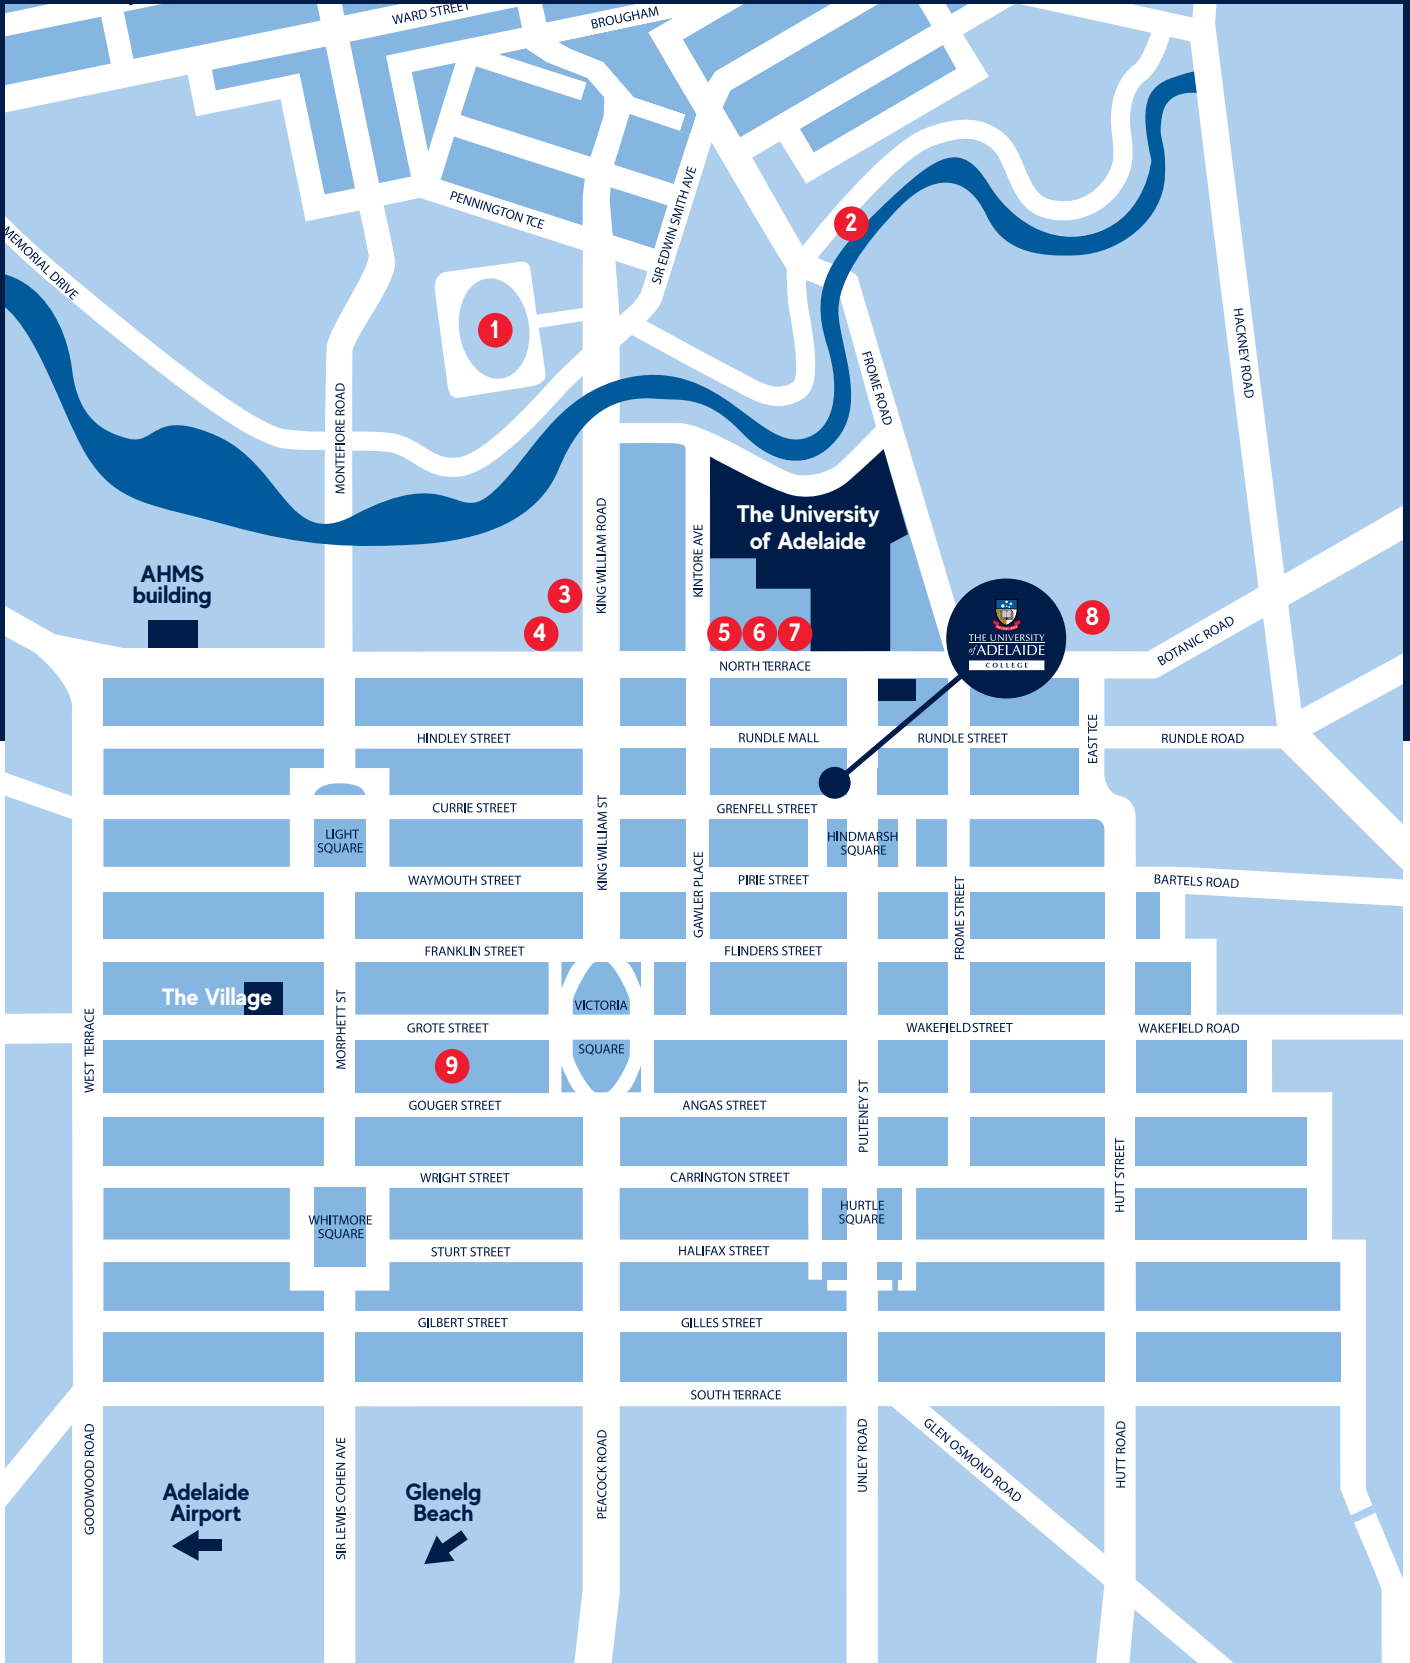 WARD STREET
BROUGHAM
PENNINGTON TCE
SIR EDWIN SMITH AVE
2
MEMORIAL DRIVE
1
HACKNEY ROAD
FROME ROAD
MONTEFIORE ROAD
KING WILLIAM ROAD
KINTORE AVE
The University
of Adelaide
AHMS
building
3
4
5
6
7
8
THE UNIVERSITY
of ADELAIDE
COLLEGE
BOTANIC ROAD
NORTH TERRACE
HINDLEY STREET
RUNDLE MALL
RUNDLE STREET
EAST TCE
RUNDLE ROAD
CURRIE STREET
GRENFELL STREET
LIGHT
SQUARE
KING WILLIAM ST
HINDMARSH
SQUARE
WAYMOUTH STREET
GAWLER PLACE
PIRIE STREET
FROME STREET
BARTELS ROAD
FRANKLIN STREET
FLINDERS STREET
The Village
VICTORIA
SQUARE
WEST TERRACE
MORPHETT ST
GROTE STREET
WAKEFIELD STREET
WAKEFIELD ROAD
9
GOUGER STREET
ANGAS STREET
PULTENEY ST
HUTT STREET
WRIGHT STREET
CARRINGTON STREET
WHITMORE
SQUARE
HURTLE
SQUARE
STURT STREET
HALIFAX STREET
GILBERT STREET
GILLES STREET
SOUTH TERRACE
GOODWOOD ROAD
Adelaide
Airport
SIR LEWIS COHEN AVE
Glenelg
Beach
PEACOCK ROAD
UNLEY ROAD
GLEN OSMOND ROAD
HUTT ROAD